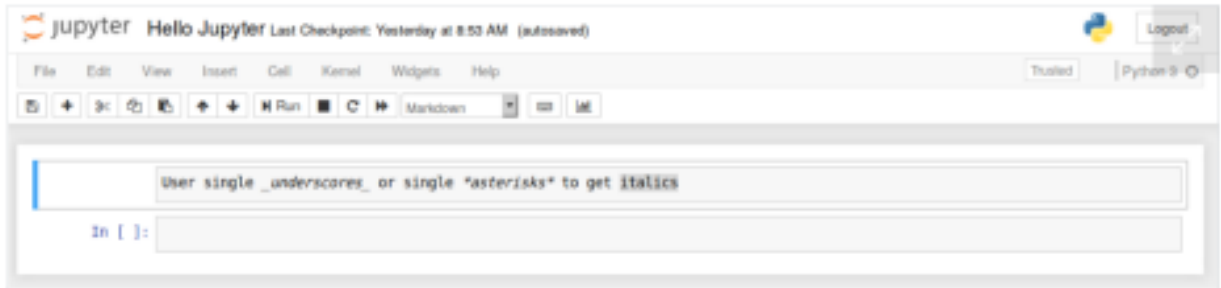 jupyter Hello Jupyter Last Checkpoint: Yesterday at 8:53 AM (autosaved) Logout
File Edit View Insert Cell Kernel Widgets Help Trusted Python 3
Run Markdown
User single _underscores_ or single *asterisks* to get italics
In [ ]: